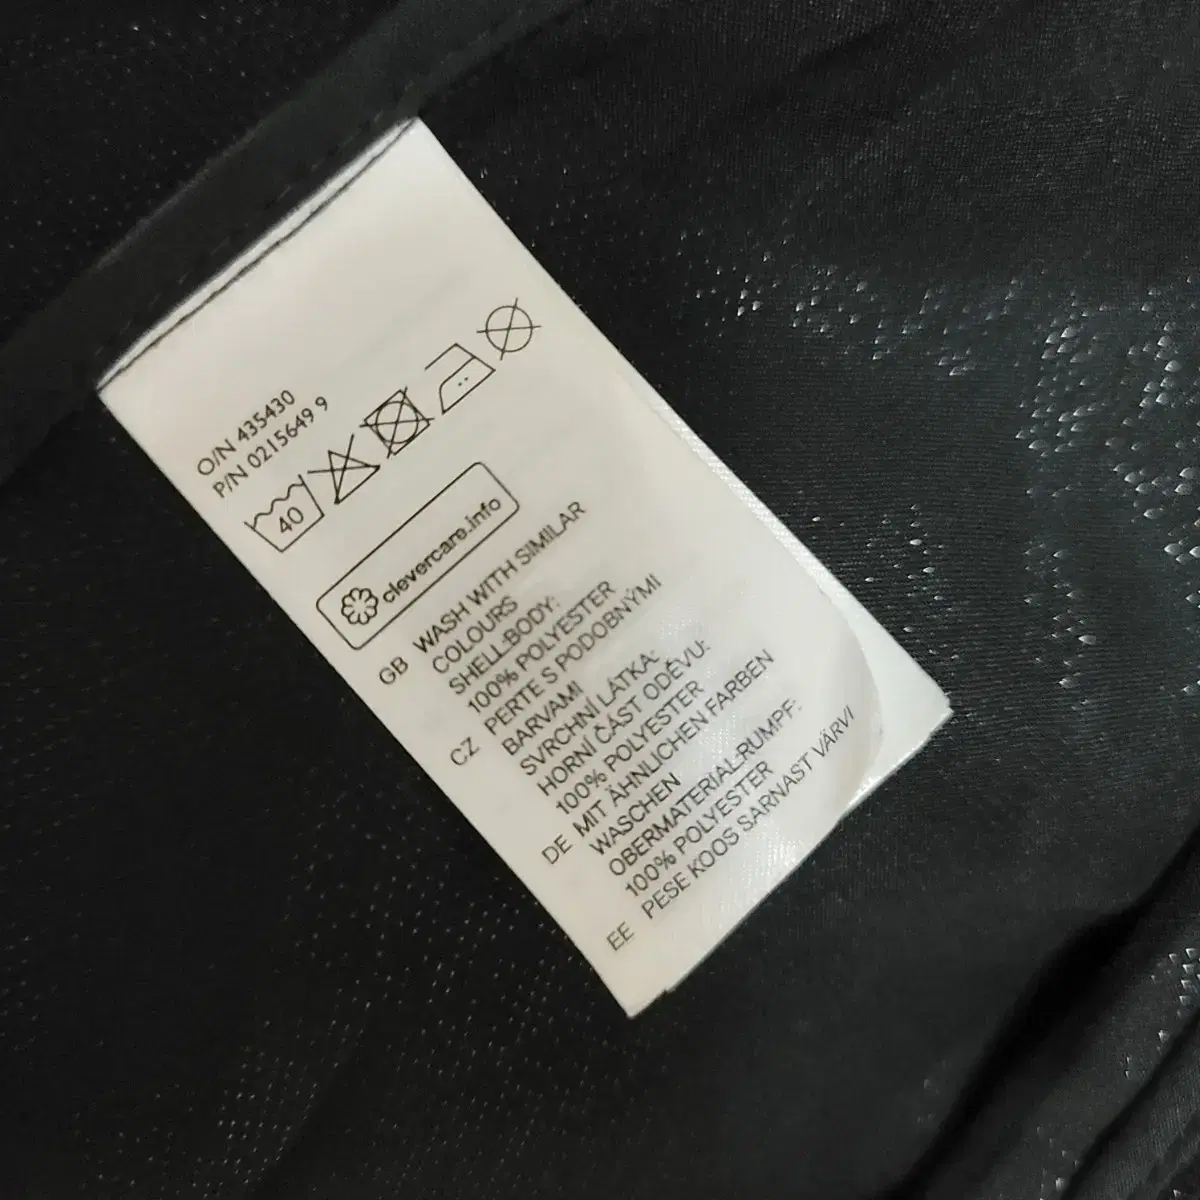 O/N 435430
P/N 0215649 9
40
clevercare.info
GB WASH WITH SIMILAR
COLOURS
SHELL-BODY:
100% POLYESTER
CZ PERTE S PODOBNÝMI
BARVAMI
SVRCHNÍ LÁTKA:
HORNÍ ČÁST ODĚVU:
100% POLYESTER
DE MIT ÄHNLICHEN FARBEN
WASCHEN
OBERMATERIAL-RUMPF:
100% POLYESTER
EE PESE KOOS SARNAST VÄRVI